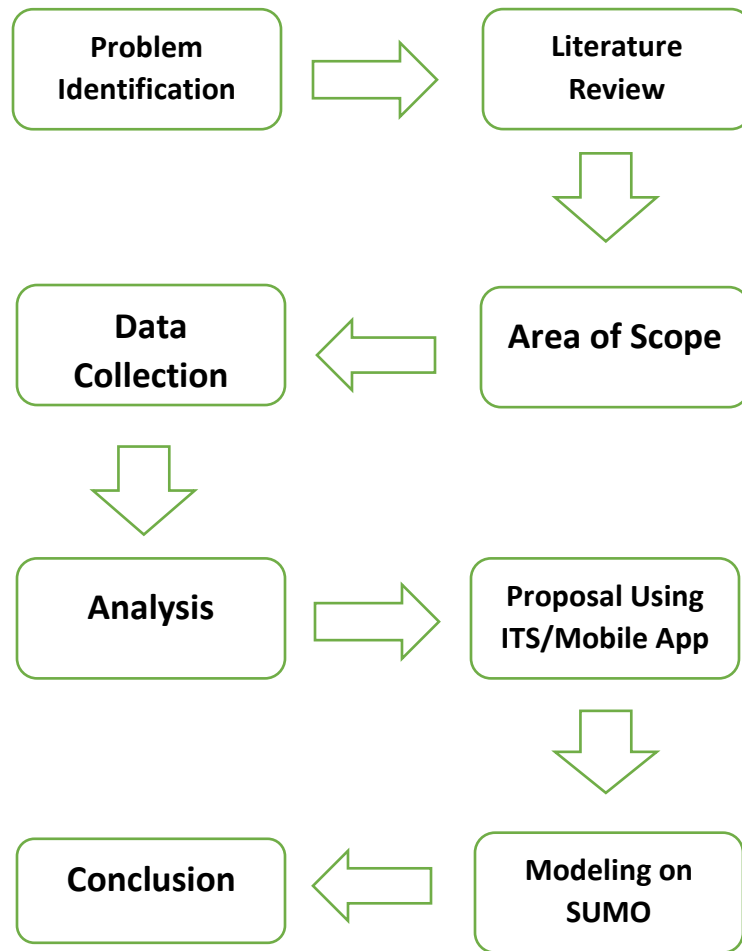 Problem
Identification
Literature
Review
Area of Scope
Data
Collection
Analysis
Proposal Using
ITS/Mobile App
Modeling on
SUMO
Conclusion